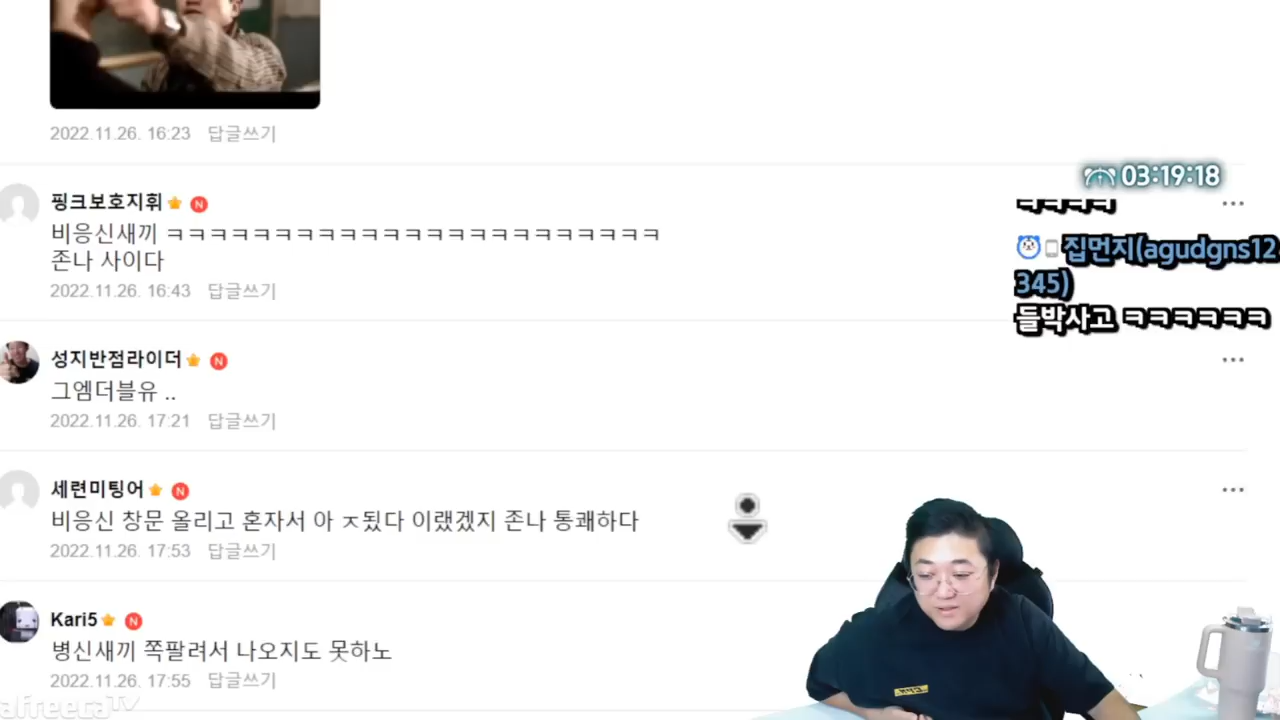 2022.11.26. 16:23 답글쓰기
핑크보호지휘 N
비응신새끼 ㅋㅋㅋㅋㅋㅋㅋㅋㅋㅋㅋㅋㅋㅋㅋㅋㅋㅋㅋㅋㅋㅋㅋ
존나 사이다
2022.11.26. 16:43 답글쓰기
성지반점라이더 N
그엠더블유 ..
2022.11.26. 17:21 답글쓰기
세련미팅어 N
비응신 창문 올리고 혼자서 아 ㅈ됬다 이랬겠지 존나 통쾌하다
2022.11.26. 17:53 답글쓰기
Kari5 N
병신새끼 쪽팔려서 나오지도 못하노
2022.11.26. 17:55 답글쓰기
afreecaTV
03:19:18
ㅋㅋㅋㅋ
집먼지(agudgns12
345)
들박사고 ㅋㅋㅋㅋㅋㅋ